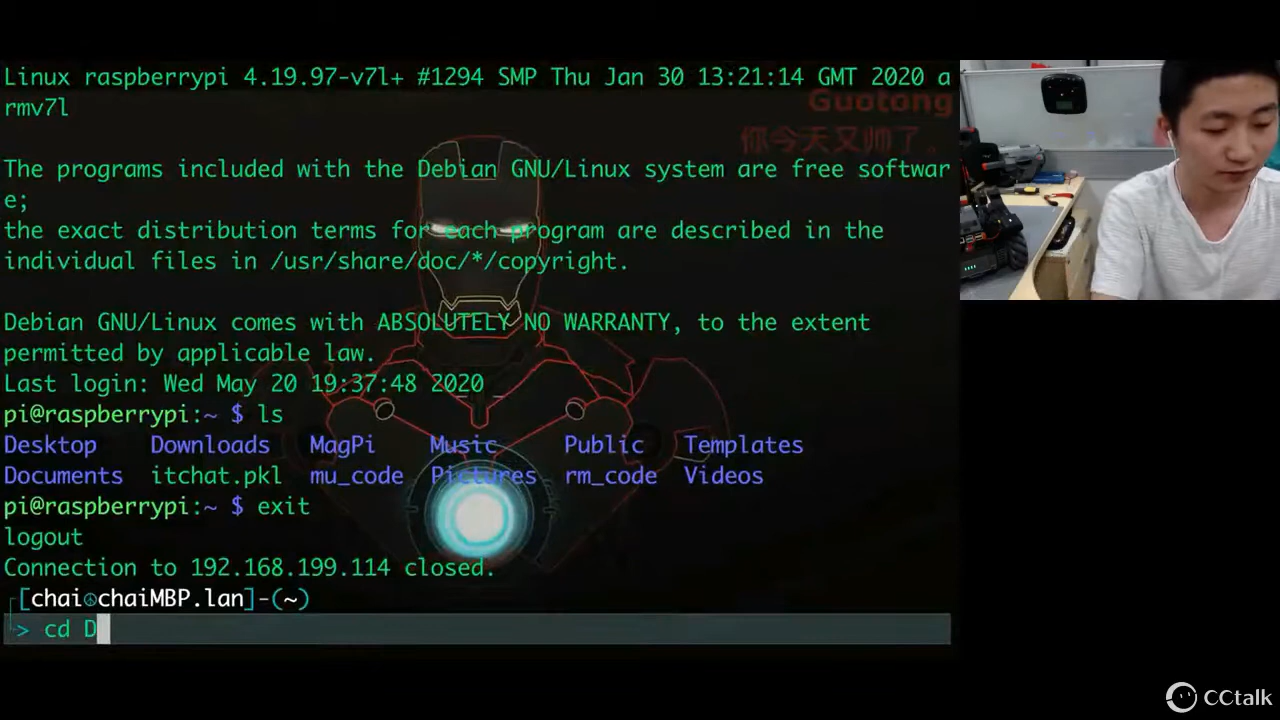 Linux raspberrypi 4.19.97-v7l+ #1294 SMP Thu Jan 30 13:21:14 GMT 2020 a
rmv7l
Guotong
你今天又帅了。
The programs included with the Debian GNU/Linux system are free softwar
e;
the exact distribution terms for each program are described in the
individual files in /usr/share/doc/*/copyright.
Debian GNU/Linux comes with ABSOLUTELY NO WARRANTY, to the extent
permitted by applicable law.
Last login: Wed May 20 19:37:48 2020
pi@raspberrypi:~ $ ls
Desktop Downloads MagPi Music Public Templates
Documents itchat.pkl mu_code Pictures rm_code Videos
pi@raspberrypi:~ $ exit
logout
Connection to 192.168.199.114 closed.
[chai☮chaiMBP.lan]-(~)
> cd D
CCtalk